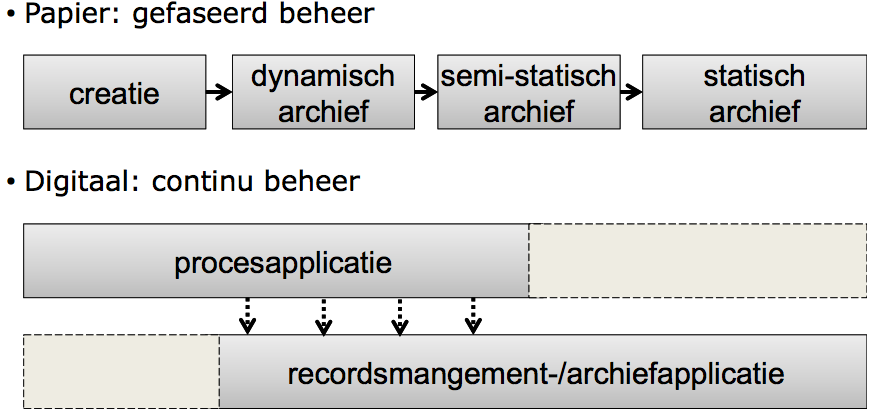 • Papier: gefaseerd beheer
creatie
dynamisch
archief
semi-statisch
archief
statisch
archief
• Digitaal: continu beheer
procesapplicatie
recordsmangement-/archiefapplicatie